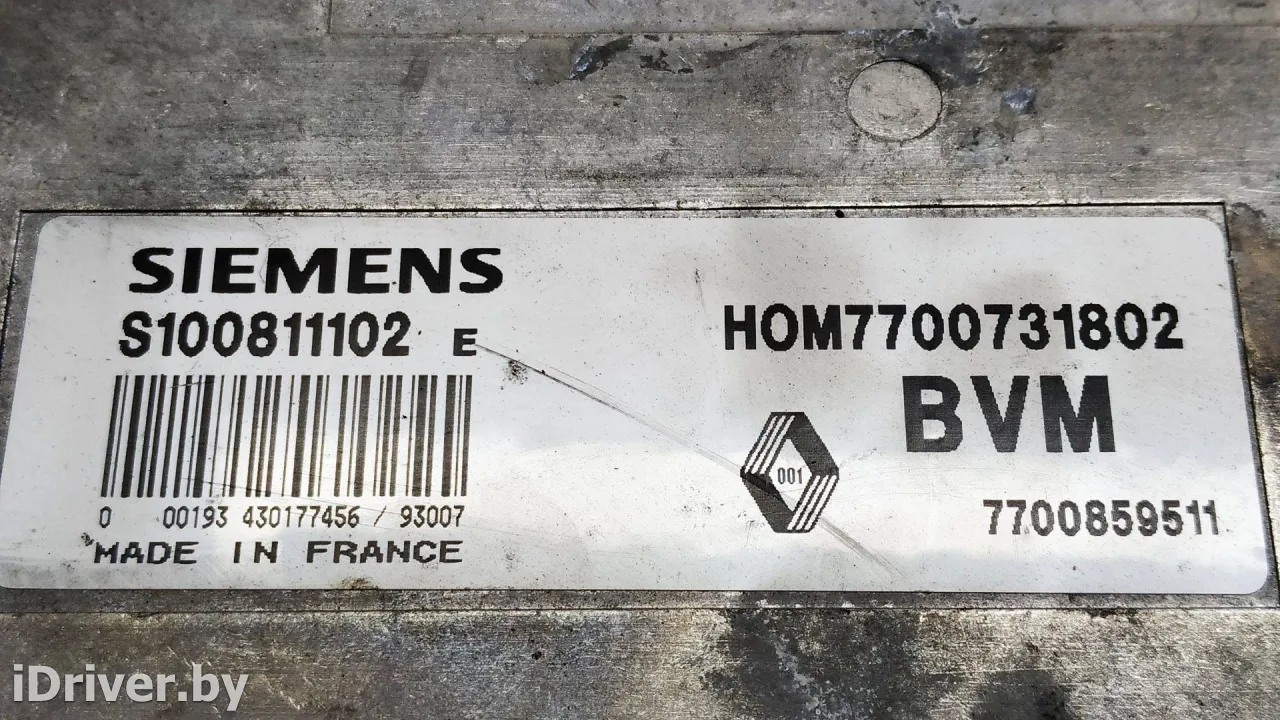 SIEMENS
S100811102 E
0 00193 430177456 / 93007
MADE IN FRANCE
HOM7700731802
BVM
001
7700859511
iDriver.by